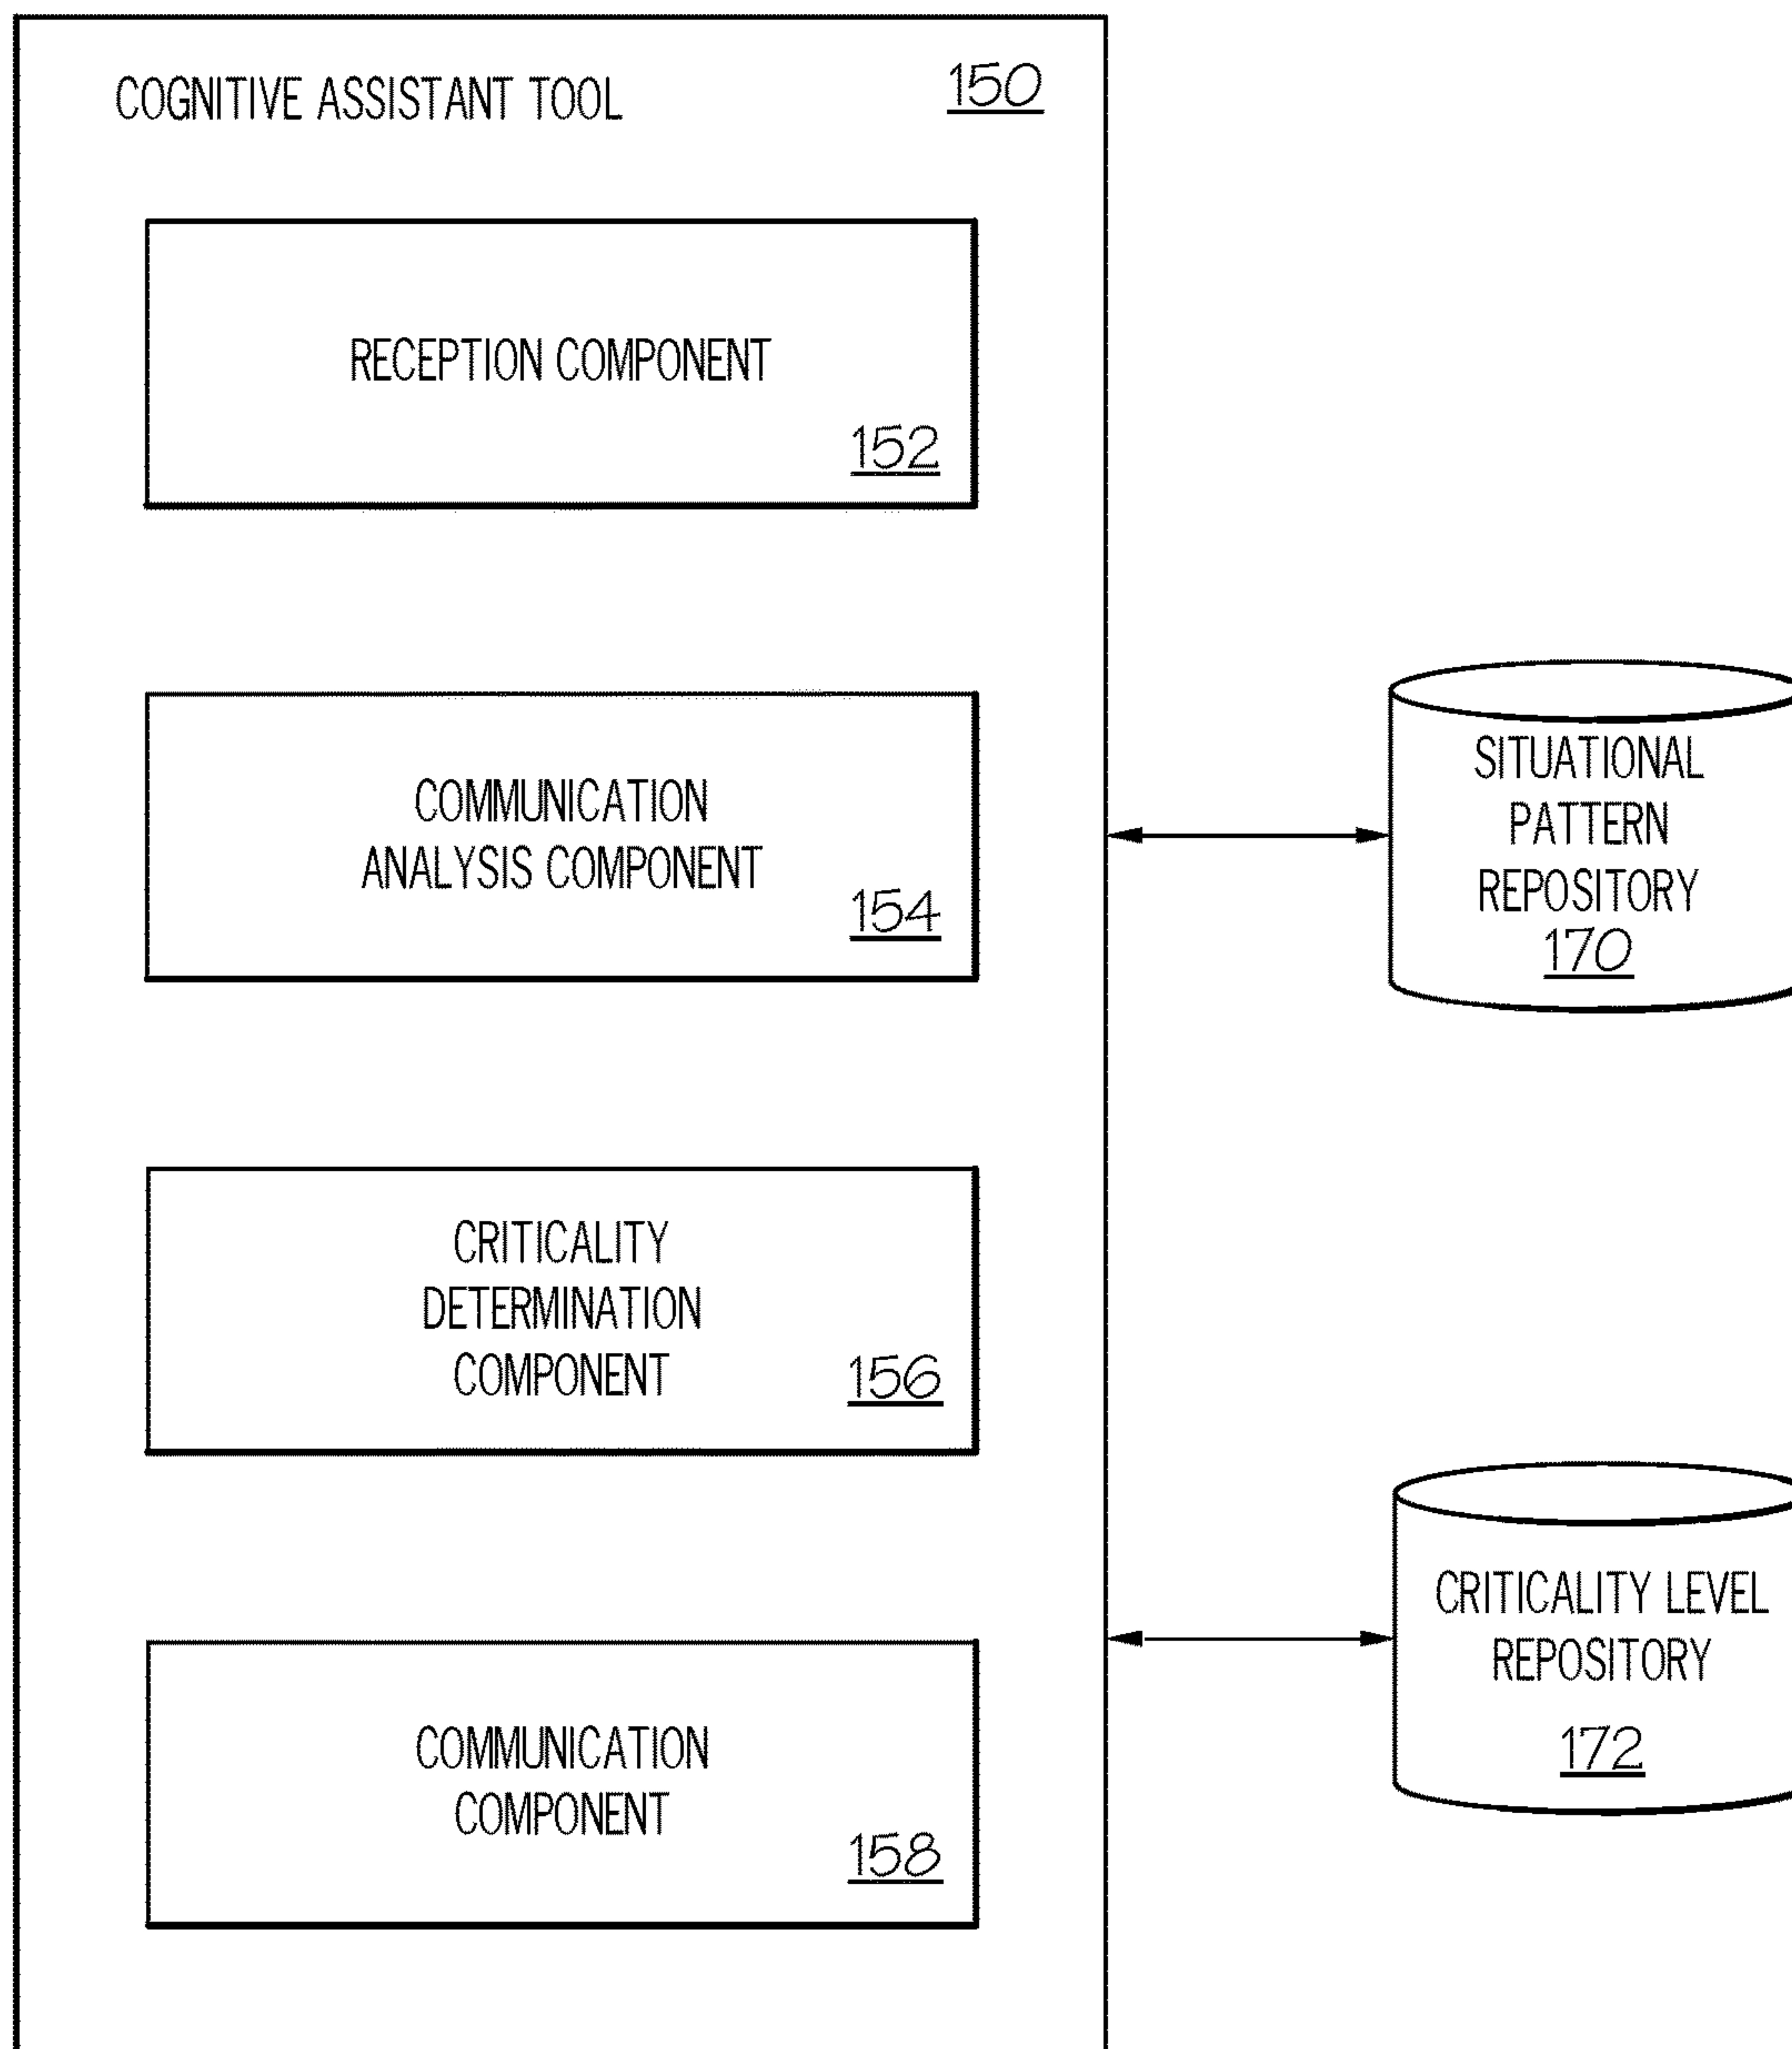 COGNITIVE ASSISTANT TOOL 150
RECEPTION COMPONENT
152
COMMUNICATION
ANALYSIS COMPONENT
154
CRITICALITY
DETERMINATION
COMPONENT
156
COMMUNICATION
COMPONENT
158
SITUATIONAL
PATTERN
REPOSITORY
170
CRITICALITY LEVEL
REPOSITORY
172